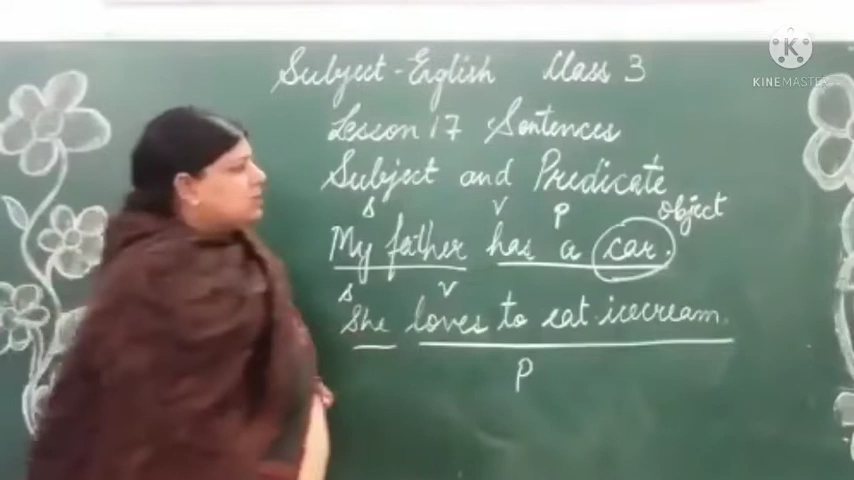 Subject - English Class 3
Lesson 17 Sentences
Subject and Predicate
S V P object
My father has a car.
S V
She loves to eat icecream.
P
K
KINEMASTER